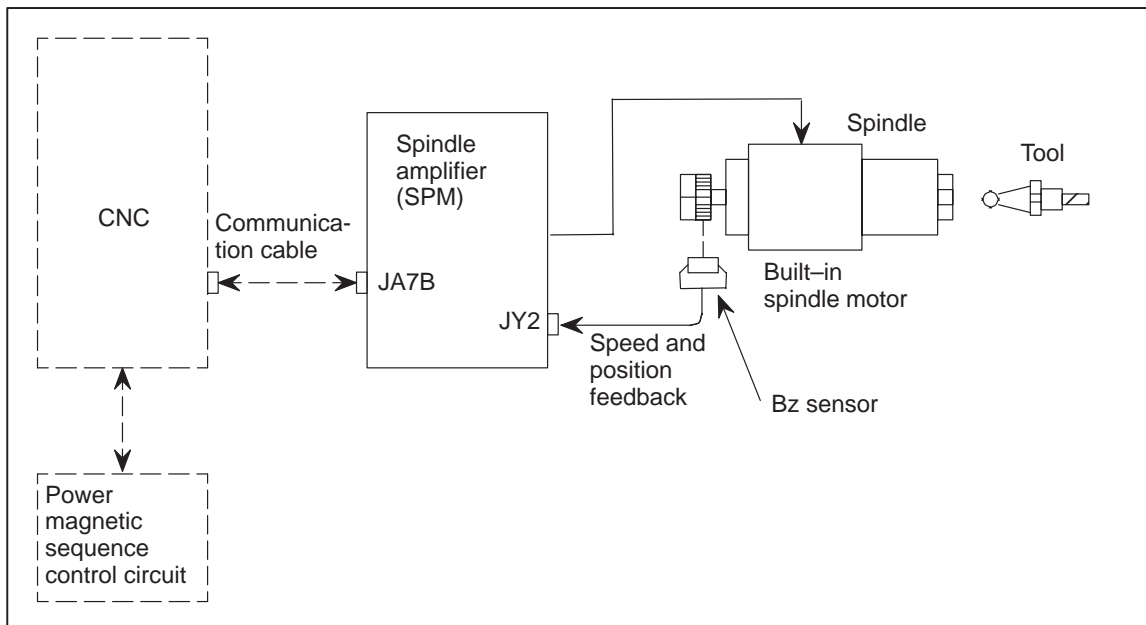 CNC
Communica-
tion cable
Spindle
amplifier
(SPM)
JA7B
JY2
Speed and
position
feedback
Spindle
Tool
Built–in
spindle motor
Bz sensor
Power
magnetic
sequence
control circuit